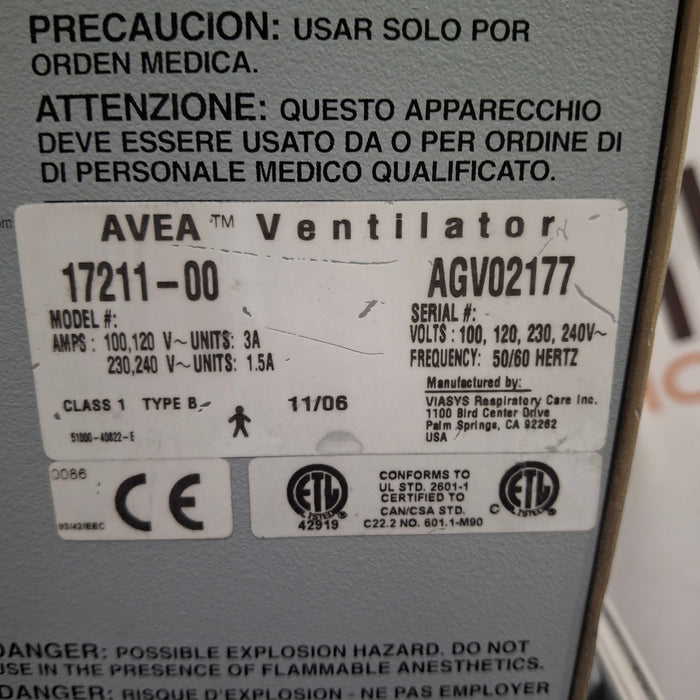 PRECAUCION: USAR SOLO POR
ORDEN MEDICA.
ATTENZIONE: QUESTO APPARECCHIO
DEVE ESSERE USATO DA O PER ORDINE DI
DI PERSONALE MEDICO QUALIFICATO.
om
AVEA™ Ventilator
17211-00
MODEL #:
AMPS : 100,120 V~UNITS: 3A
230,240 V~UNITS: 1.5A
CLASS 1 TYPE B
11/06
51000-40822-E
AGV02177
SERIAL #:
VOLTS : 100, 120, 230, 240V~
FREQUENCY: 50/60 HERTZ
Manufactured by:
VIASYS Respiratory Care Inc.
1100 Bird Center Drive
Palm Springs, CA 92262
USA
0086
CE
93/42/EEC
ETL
LISTED
42919
CONFORMS TO
UL STD. 2601-1
CERTIFIED TO
CAN/CSA STD.
C22.2 NO. 601.1-M90
C
ETL
LISTED
DANGER: POSSIBLE EXPLOSION HAZARD. DO NOT
USE IN THE PRESENCE OF FLAMMABLE ANESTHETICS.
DANGER: RISQUE D'EXPLOSION - NE PAS EMPLOYER